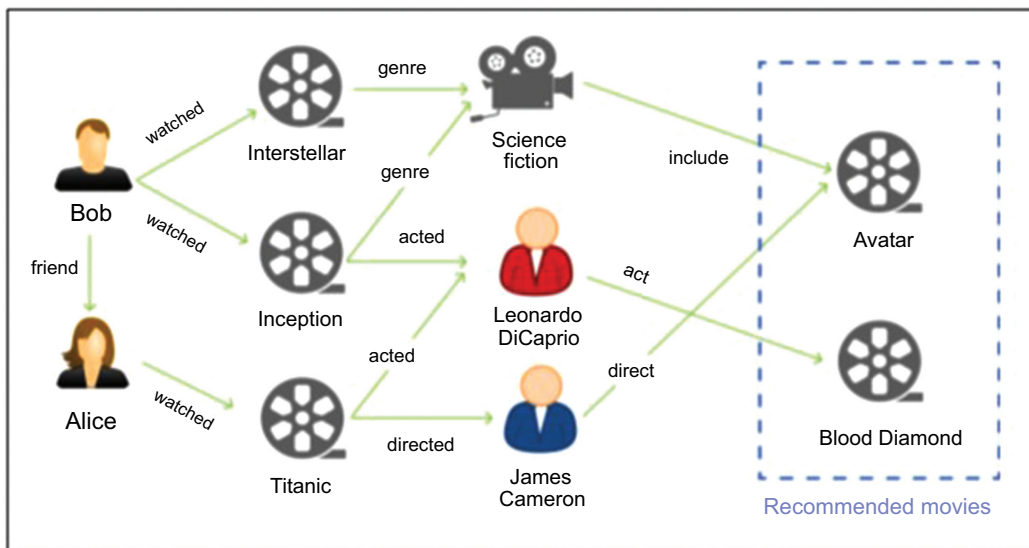 watched
genre
Interstellar
Science
fiction
include
Bob
watched
genre
acted
Avatar
friend
Inception
Leonardo
DiCaprio
act
acted
direct
Alice
watched
directed
Titanic
James
Cameron
Blood Diamond
Recommended movies